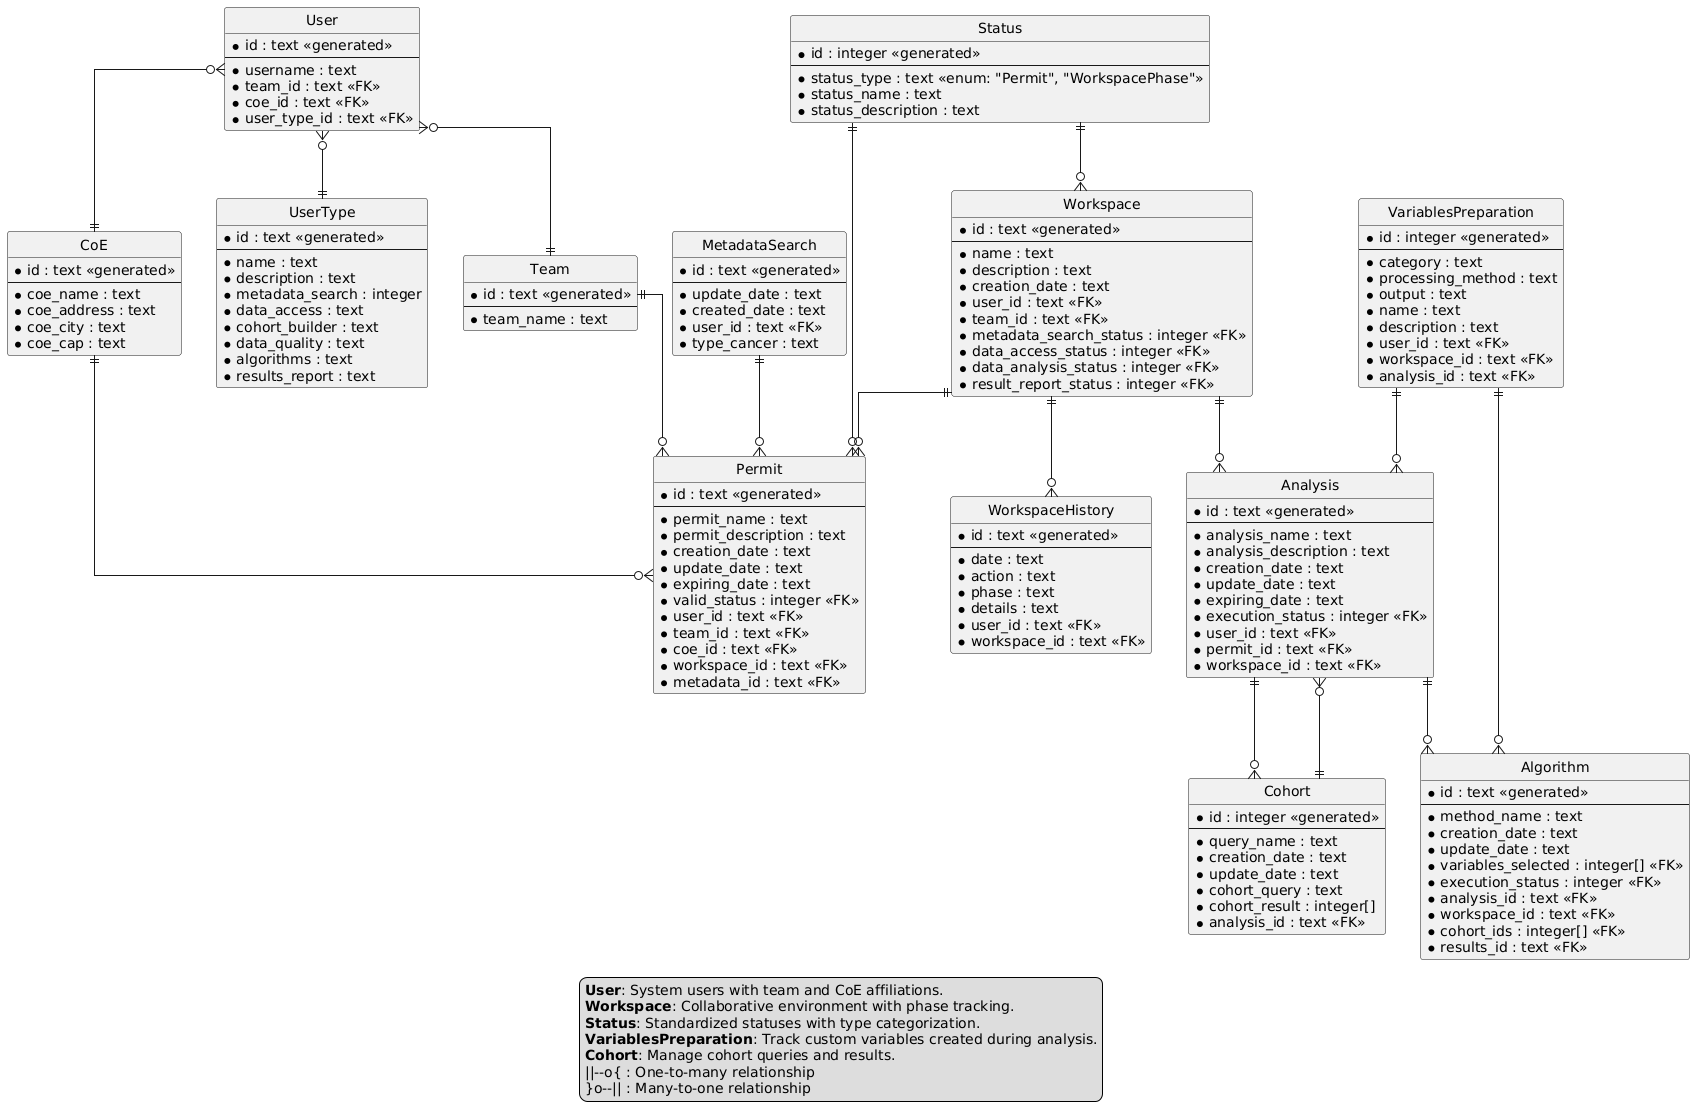 User
id : text «generated»
username : text
team_id : text «FK»
coe_id : text «FK»
user_type_id : text «FK»
Status
id : integer «generated»
status_type : text «enum: "Permit", "WorkspacePhase"»
status_name : text
status_description : text
CoE
id : text «generated»
coe_name : text
coe_address : text
coe_city : text
coe_cap : text
UserType
id : text «generated»
name : text
description : text
metadata_search : integer
data_access : text
cohort_builder : text
data_quality : text
algorithms : text
results_report : text
Team
id : text «generated»
team_name : text
MetadataSearch
id : text «generated»
update_date : text
created_date : text
user_id : text «FK»
type_cancer : text
Workspace
id : text «generated»
name : text
description : text
creation_date : text
user_id : text «FK»
team_id : text «FK»
metadata_search_status : integer «FK»
data_access_status : integer «FK»
data_analysis_status : integer «FK»
result_report_status : integer «FK»
VariablesPreparation
id : integer «generated»
category : text
processing_method : text
output : text
name : text
description : text
user_id : text «FK»
workspace_id : text «FK»
analysis_id : text «FK»
Permit
id : text «generated»
permit_name : text
permit_description : text
creation_date : text
update_date : text
expiring_date : text
valid_status : integer «FK»
user_id : text «FK»
team_id : text «FK»
coe_id : text «FK»
workspace_id : text «FK»
metadata_id : text «FK»
WorkspaceHistory
id : text «generated»
date : text
action : text
phase : text
details : text
user_id : text «FK»
workspace_id : text «FK»
Analysis
id : text «generated»
analysis_name : text
analysis_description : text
creation_date : text
update_date : text
expiring_date : text
execution_status : integer «FK»
user_id : text «FK»
permit_id : text «FK»
workspace_id : text «FK»
Cohort
id : integer «generated»
query_name : text
creation_date : text
update_date : text
cohort_query : text
cohort_result : integer[]
analysis_id : text «FK»
Algorithm
id : text «generated»
method_name : text
creation_date : text
update_date : text
variables_selected : integer[] «FK»
execution_status : integer «FK»
analysis_id : text «FK»
workspace_id : text «FK»
cohort_ids : integer[] «FK»
results_id : text «FK»
User: System users with team and CoE affiliations.
Workspace: Collaborative environment with phase tracking.
Status: Standardized statuses with type categorization.
VariablesPreparation: Track custom variables created during analysis.
Cohort: Manage cohort queries and results.
||--o{ : One-to-many relationship
}o--|| : Many-to-one relationship